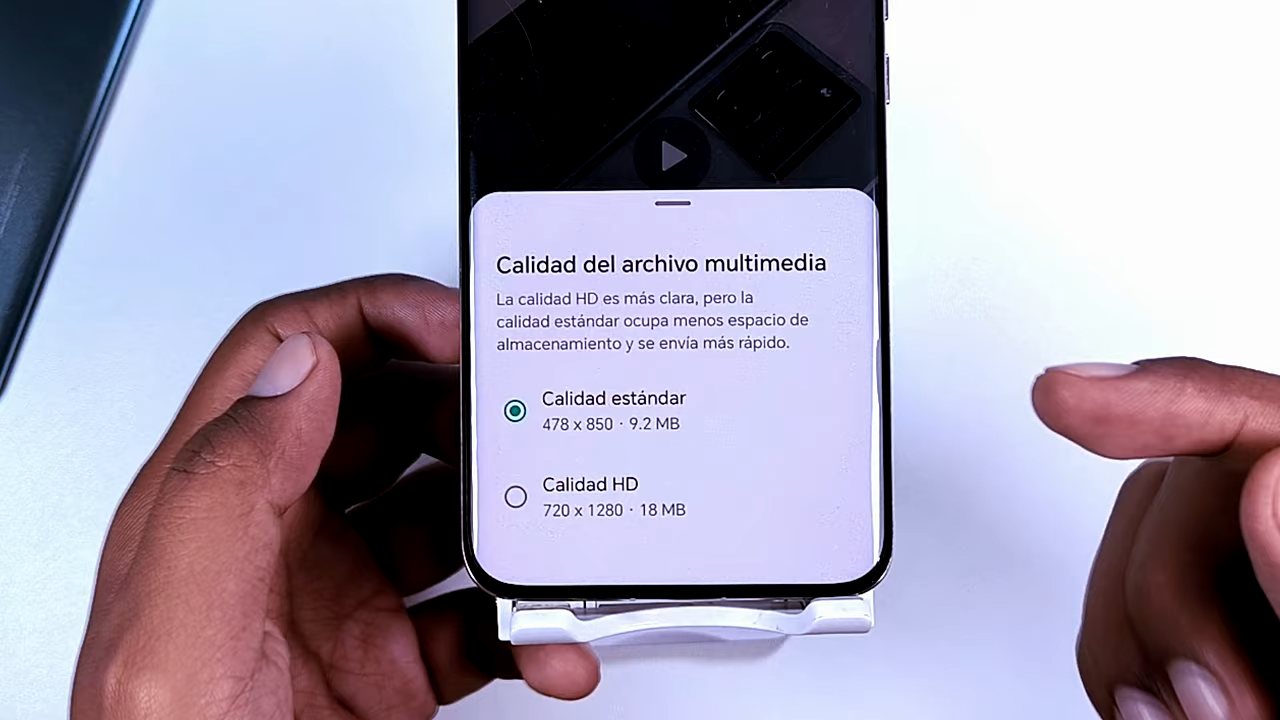 Calidad del archivo multimedia
La calidad HD es más clara, pero la
calidad estándar ocupa menos espacio de
almacenamiento y se envía más rápido.
Calidad estándar
478 x 850 · 9.2 MB
Calidad HD
720 x 1280 · 18 MB